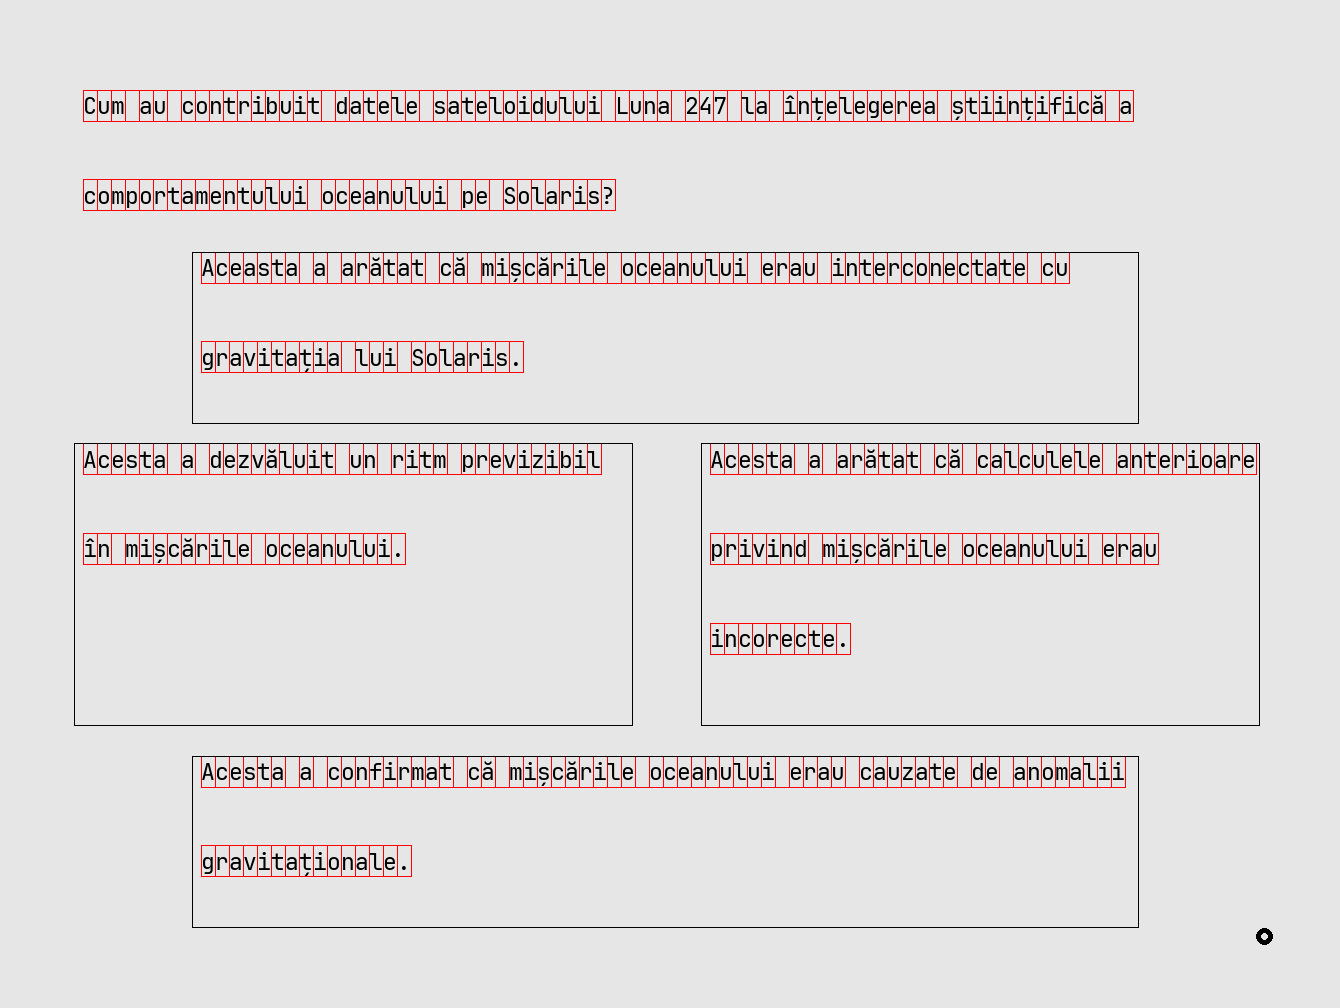 Cum au contribuit datele sateloidului Luna 247 la înțelegerea științifică a
comportamentului oceanului pe Solaris?
Aceasta a arătat că mișcările oceanului erau interconectate cu
gravitația lui Solaris.
Acesta a dezvăluit un ritm previzibil
în mișcările oceanului.
Acesta a arătat că calculele anterioare
privind mișcările oceanului erau
incorecte.
Acesta a confirmat că mișcările oceanului erau cauzate de anomalii
gravitaționale.